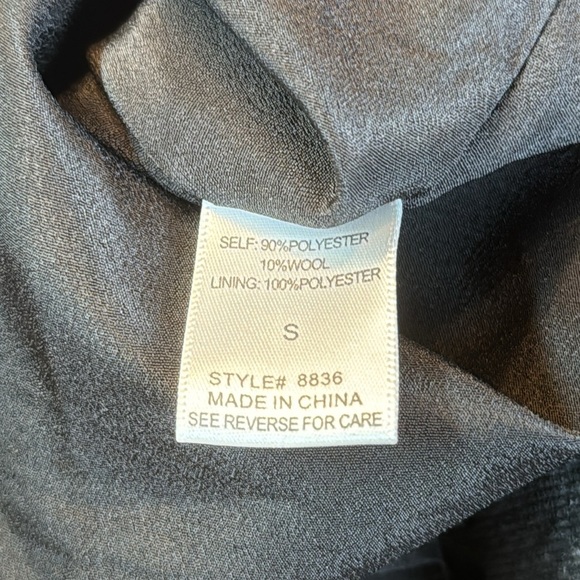 SELF: 90%POLYESTER
10%WOOL
LINING: 100%POLYESTER
S
STYLE# 8836
MADE IN CHINA
SEE REVERSE FOR CARE